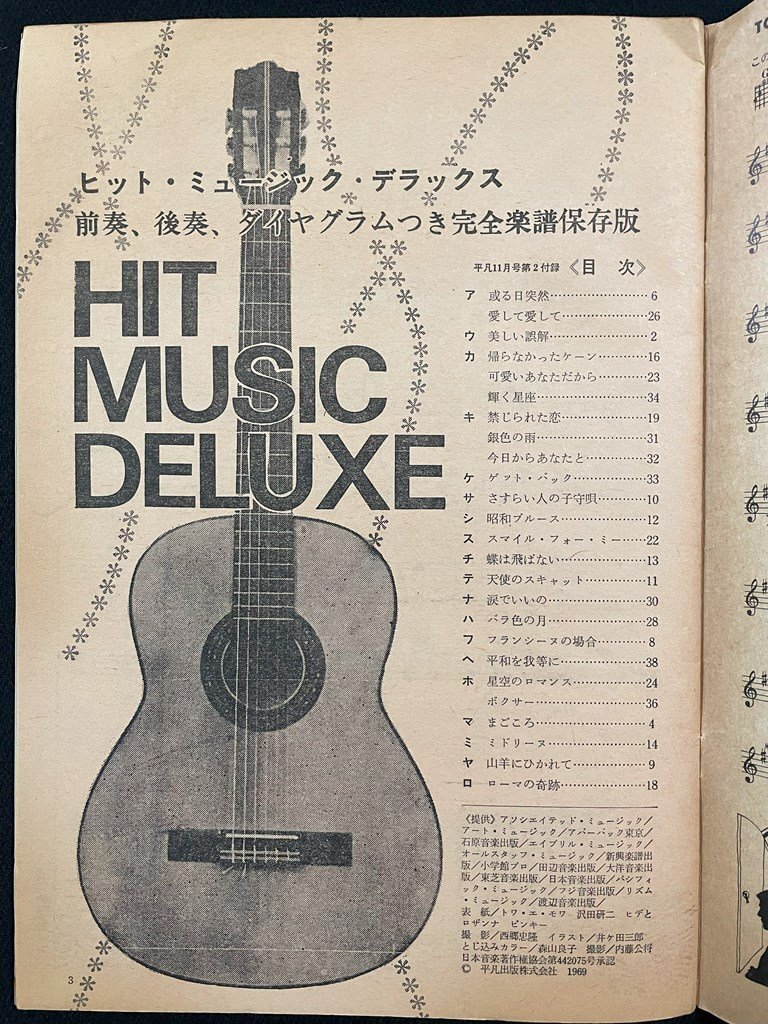 ヒット・ミュージック・デラックス
前奏、後奏、ダイヤグラムつき完全楽譜保存版
HIT
MUSIC
DELUXE
平凡11月号第2付録《目 次》
ア 或る日突然……………………6
愛して愛して…………………26
ウ 美しい誤解……………………2
カ 帰らなかったケーン…………16
可愛いあなただから…………23
輝く星座………………………34
キ 禁じられた恋…………………19
銀色の雨………………………31
今日からあなたと……………32
ケ ゲット・バック………………33
サ さすらい人の子守唄…………10
シ 昭和ブルース…………………12
ス スマイル・フォー・ミー……22
チ 蝶は飛ばない…………………13
テ 天使のスキャット……………11
ナ 涙でいいの……………………30
ハ バラ色の月……………………28
フ フランシーヌの場合…………8
ヘ 平和を我等に…………………38
ホ 星空のロマンス………………24
ボクサー………………………36
マ まごころ………………………4
ミ ミドリーヌ……………………14
ヤ 山羊にひかれて………………9
ロ ローマの奇跡…………………18
《提供》アソシエイテッド・ミュージック／
アート・ミュージック／アバーバック東京／
石原音楽出版／エイプリル・ミュージック／
オールスタッフ・ミュージック／新興楽譜出
版／小学館プロ／田辺音楽出版／大洋音楽出
版／東芝音楽出版／日本音楽出版／パシフィ
ック・ミュージック／フジ音楽出版／リズム
・ミュージック／渡辺音楽出版／
表 紙／トワ・エ・モワ 沢田研二 ヒデと
ロザンナ ピンキー
撮 影／西郷忠隆 イラスト／井ケ田三郎
とじ込みカラー／森山良子 撮影／内藤公将
日本音楽著作権協会第442075号承認
© 平凡出版株式会社 1969
3